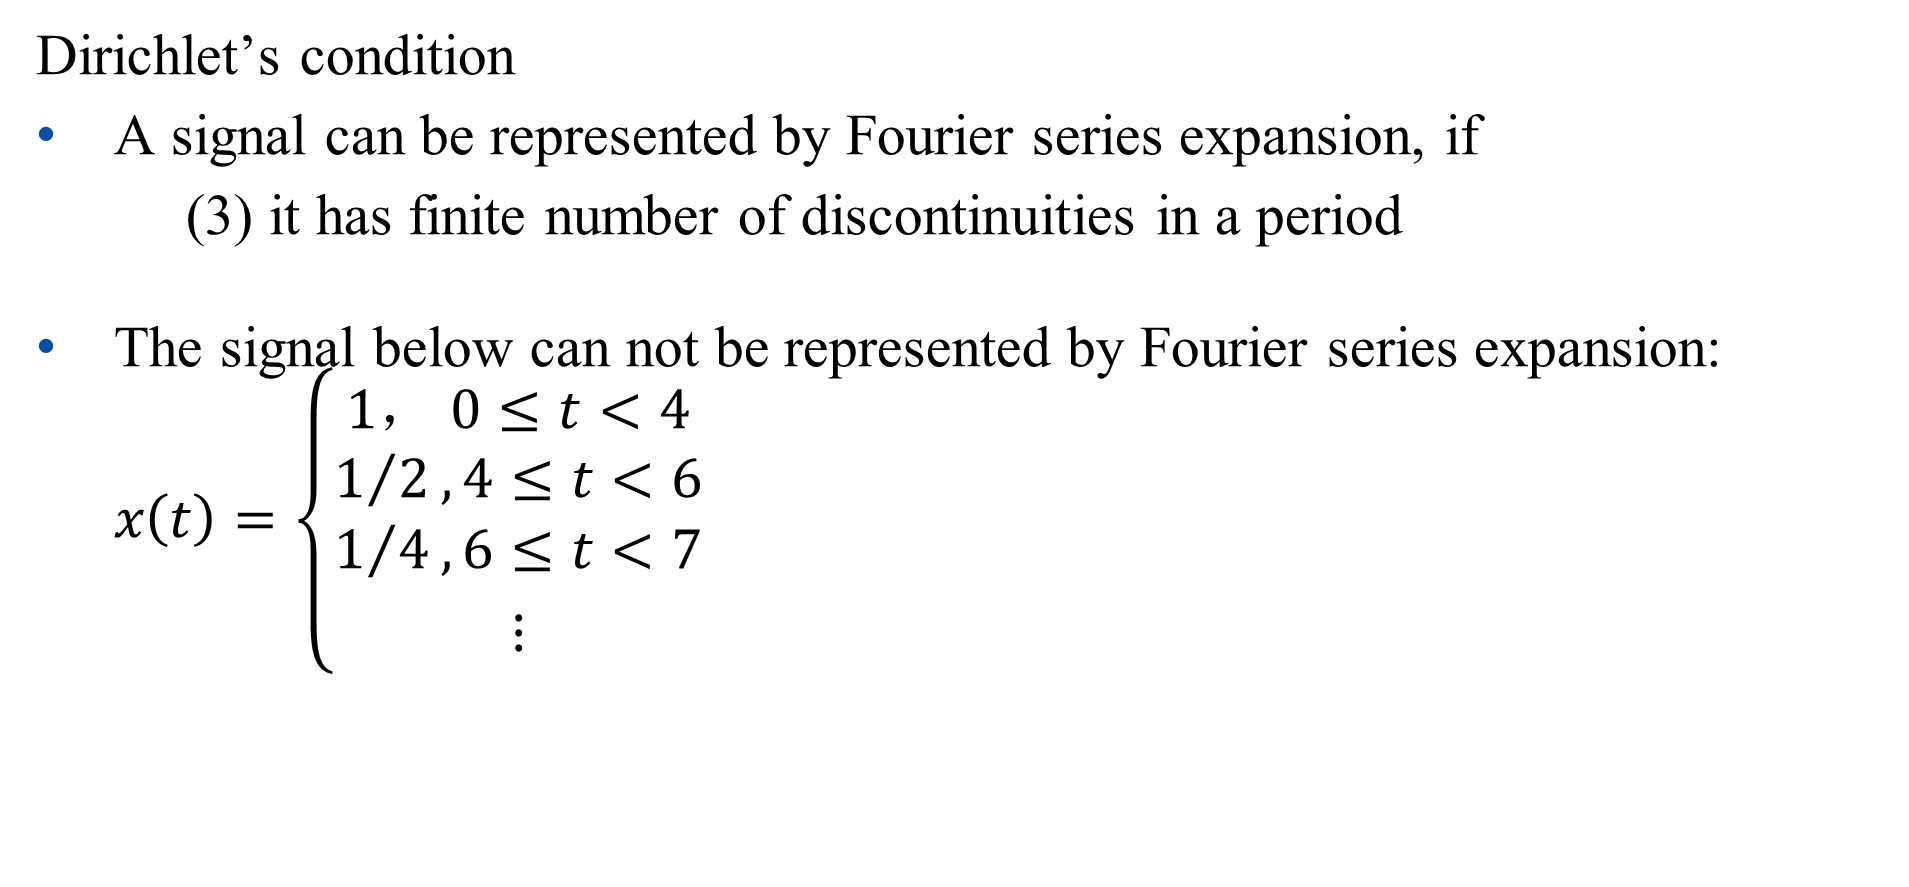 Dirichlet’s condition
• A signal can be represented by Fourier series expansion, if
(3) it has finite number of discontinuities in a period
• The signal below can not be represented by Fourier series expansion:
1, 0 ≤ t < 4
1/2 ,4 ≤ t < 6
x(t) =
1/4 ,6 ≤ t < 7
⋮